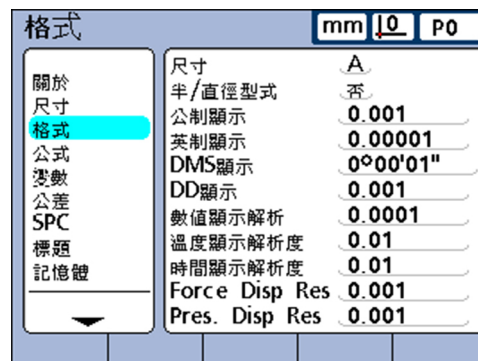 格式 mm 0 P0
關於
尺寸
格式
公式
變數
公差
SPC
標題
記憶體
尺寸 A
半/直徑型式 否
公制顯示 0.001
英制顯示 0.00001
DMS顯示 0°00'01"
DD顯示 0.001
數值顯示解析 0.0001
溫度顯示解析度 0.01
時間顯示解析度 0.01
Force Disp Res 0.001
Pres. Disp Res 0.001